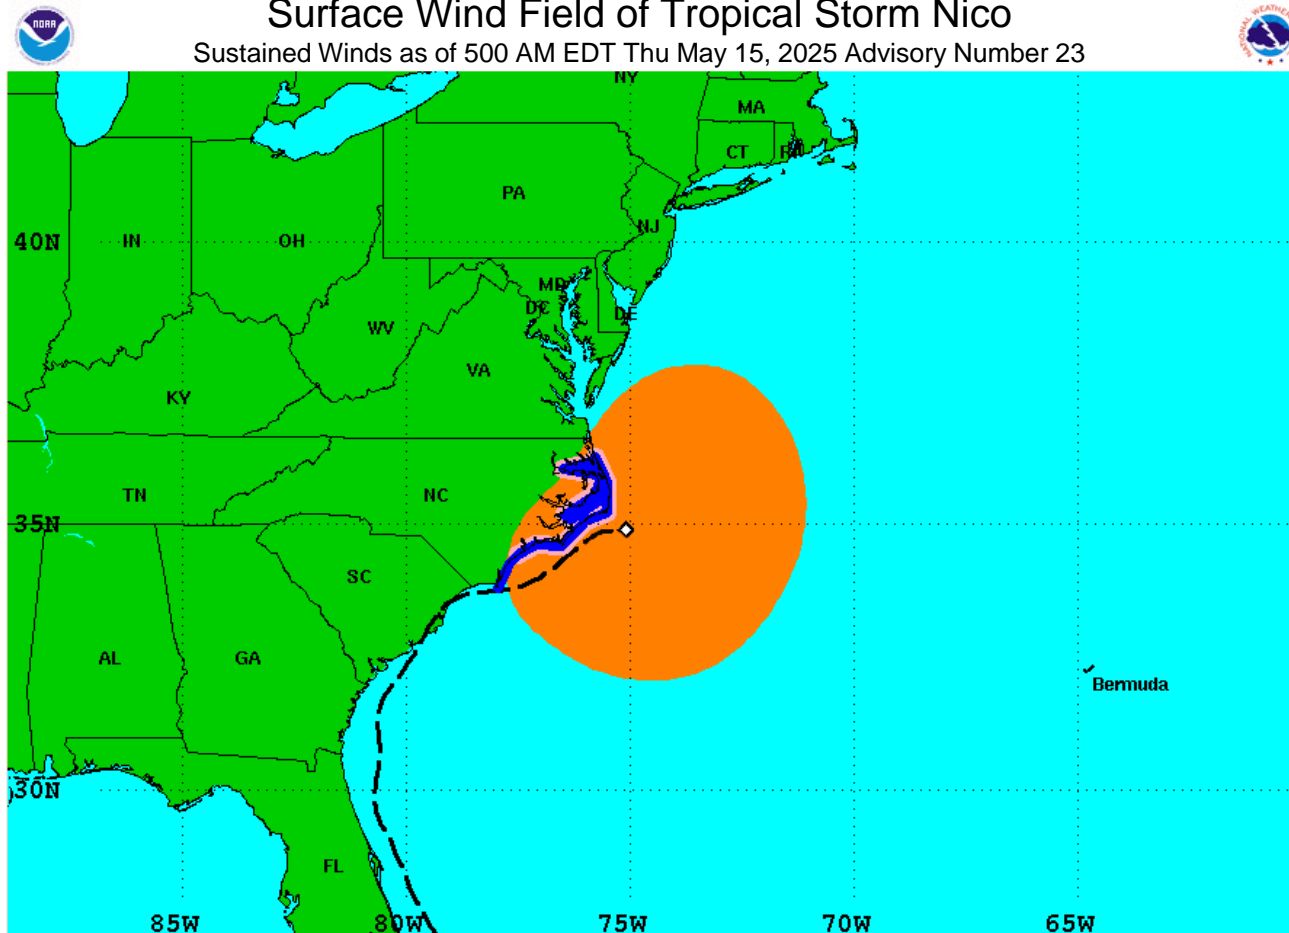 Surface Wind Field of Tropical Storm Nico
Sustained Winds as of 500 AM EDT Thu May 15, 2025 Advisory Number 23
NOAA
NATIONAL WEATHER
NY
MA
CT
PA
NJ
40N
IN
OH
MD
DC
DE
WV
VA
KY
TN
NC
35N
SC
AL
GA
Bermuda
30N
FL
85W
80W
75W
70W
65W